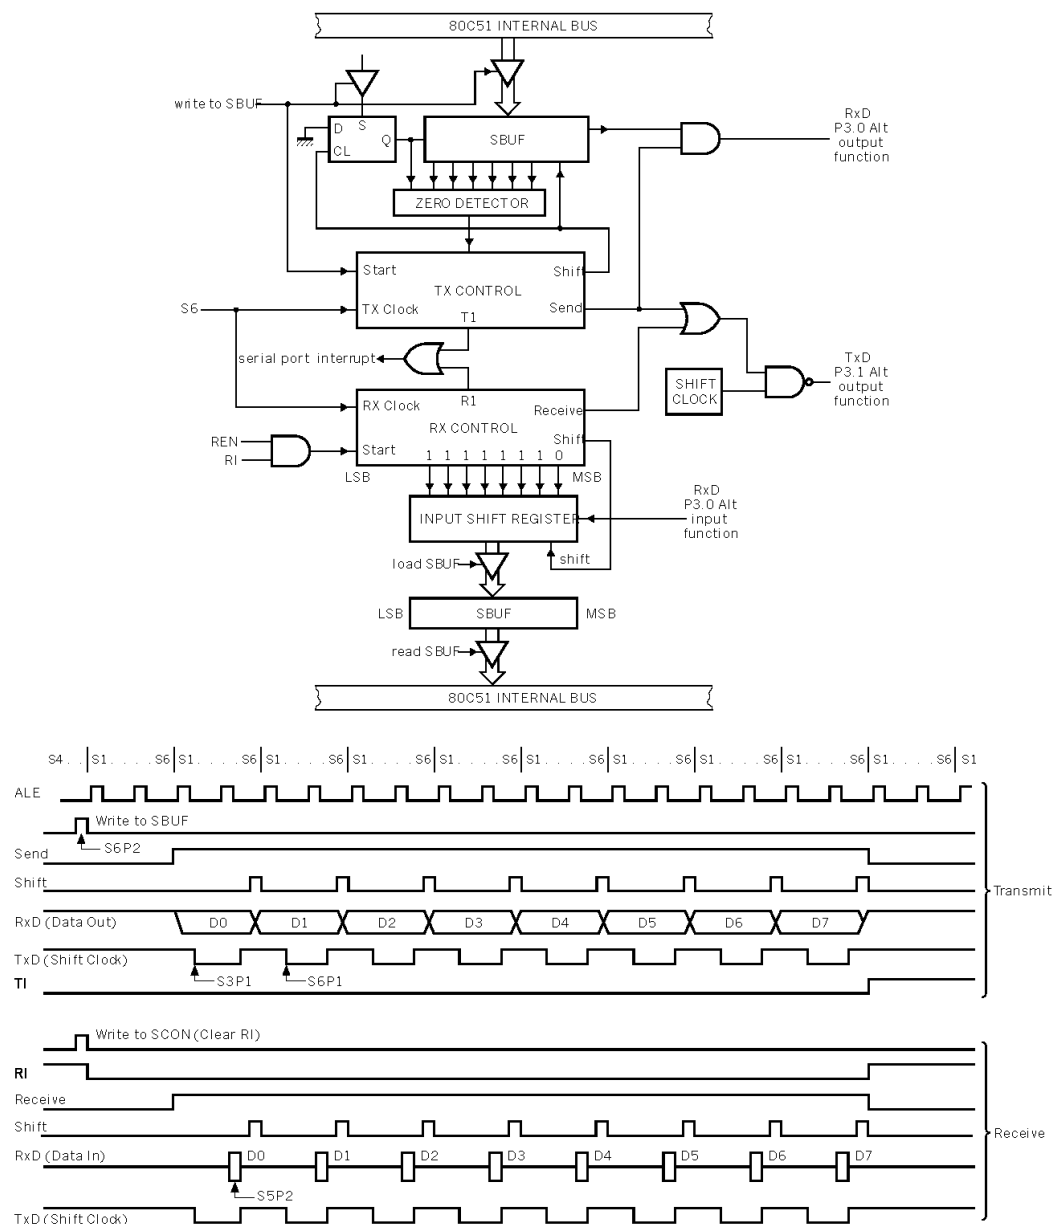 80C51 INTERNAL BUS
write to SBUF
D
S
Q
CL
SBUF
RxD
P3.0 Alt
output
function
ZERO DETECTOR
Start
Shift
TX CONTROL
S6
TX Clock
Send
T1
serial port interrupt
TxD
P3.1 Alt
output
function
SHIFT
CLOCK
R1
RX Clock
Receive
RX CONTROL
REN
RI
Start
Shift
1 1 1 1 1 1 1 0
LSB
MSB
INPUT SHIFT REGISTER
RxD
P3.0 Alt
input
function
load SBUF
shift
LSB
SBUF
MSB
read SBUF
80C51 INTERNAL BUS
S4 . . S1 . . . . S6 S1 . . . . S6 S1 . . . . S6 S1 . . . . S6 S1 . . . . S6 S1 . . . . S6 S1 . . . . S6 S1 . . . . S6 S1 . . . . S6 S1 . . . . S6 S1
ALE
Write to SBUF
S6P2
Send
Shift
Transmit
RxD (Data Out)
D0 D1 D2 D3 D4 D5 D6 D7
TxD (Shift Clock)
S3P1
S6P1
TI
Write to SCON (Clear RI)
RI
Receive
Shift
Receive
RxD (Data In)
D0 D1 D2 D3 D4 D5 D6 D7
S5P2
TxD (Shift Clock)